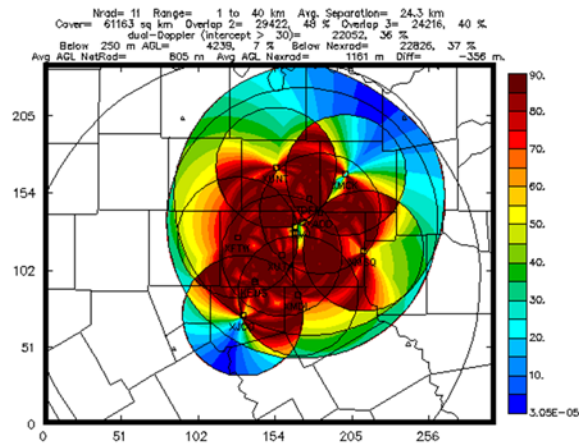 Nrad= 11 Range= 1 to 40 km Avg. Separation= 24.3 km
Cover= 61163 sq km Overlap 2= 29422, 48 % Overlap 3= 24216, 40 %.
dual-Doppler (intercept > 30)= 22052, 36 %
Below 250 m AGL= 4239, 7 % Below Nexrad= 22826, 37 %
Avg AGL NetRad= 805 m Avg AGL Nexrad= 1161 m Diff= -356 m.
205
154
102
51
0
0 51 102 154 205 256
90.
80.
70.
60.
50.
40.
30.
20.
10.
3.05E-05